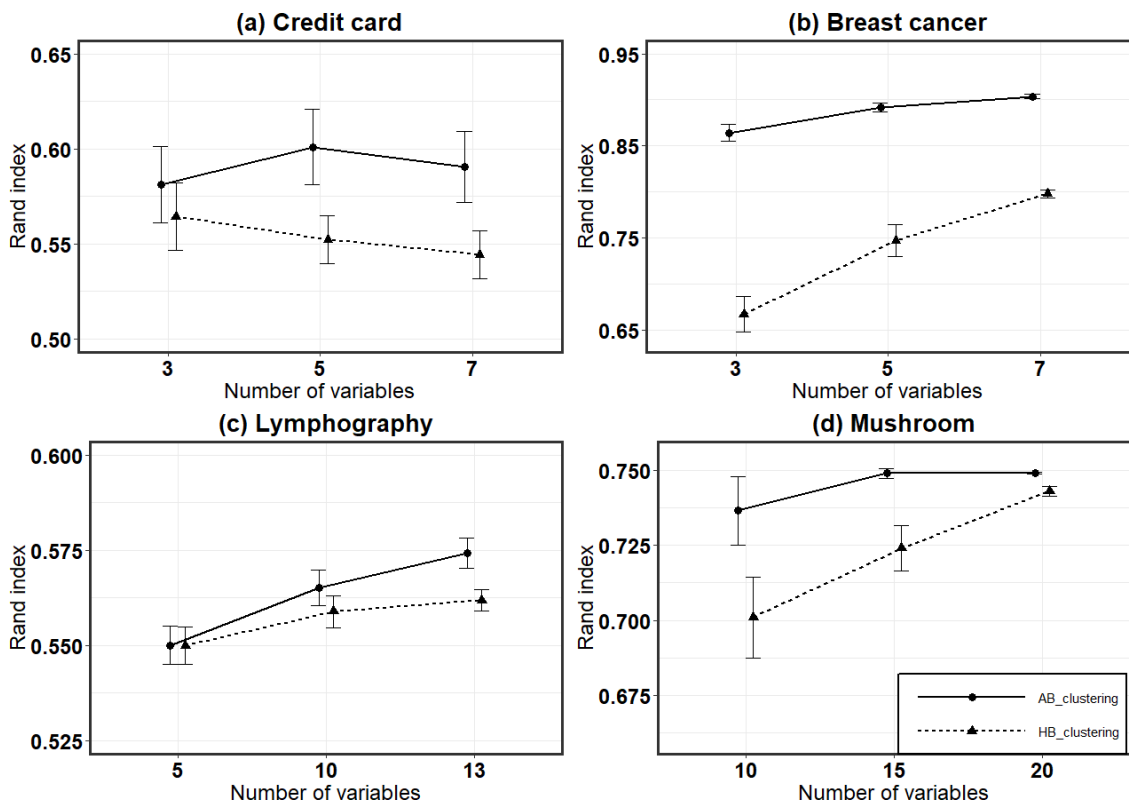 (a) Credit card
0.65
0.60
0.55
0.50
Rand index
3 5 7
Number of variables
(b) Breast cancer
0.95
0.85
0.75
0.65
Rand index
3 5 7
Number of variables
(c) Lymphography
0.600
0.575
0.550
0.525
Rand index
5 10 13
Number of variables
(d) Mushroom
0.750
0.725
0.700
0.675
Rand index
AB_clustering
HB_clustering
10 15 20
Number of variables